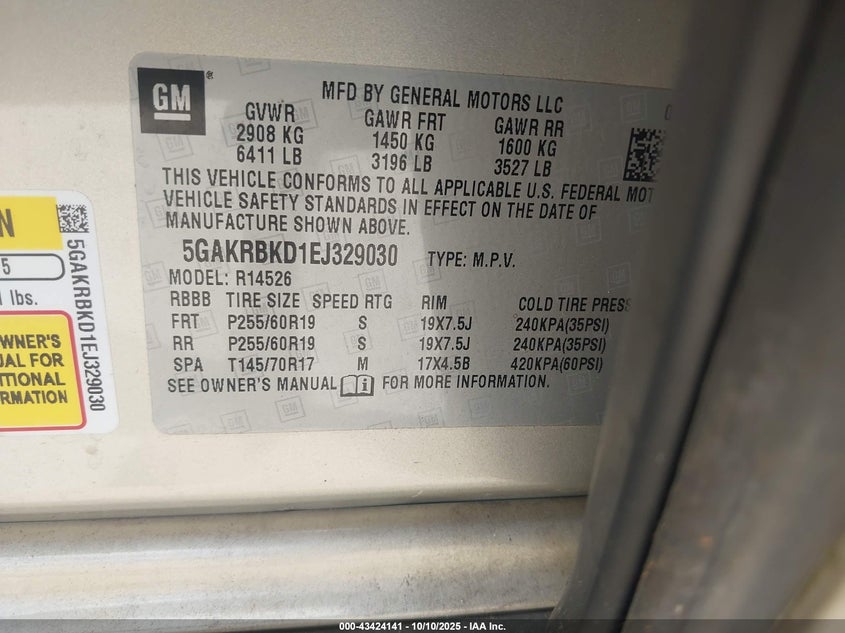 GM
MFD BY GENERAL MOTORS LLC
GVWR GAWR FRT GAWR RR
2908 KG 1450 KG 1600 KG
6411 LB 3196 LB 3527 LB
THIS VEHICLE CONFORMS TO ALL APPLICABLE U.S. FEDERAL MOT
VEHICLE SAFETY STANDARDS IN EFFECT ON THE DATE OF
MANUFACTURE SHOWN ABOVE.
5GAKRBKD1EJ329030 TYPE: M.P.V.
MODEL: R14526
RBBB TIRE SIZE SPEED RTG RIM COLD TIRE PRESS
FRT P255/60R19 S 19X7.5J 240KPA(35PSI)
RR P255/60R19 S 19X7.5J 240KPA(35PSI)
SPA T145/70R17 M 17X4.5B 420KPA(60PSI)
SEE OWNER'S MANUAL FOR MORE INFORMATION.
N
5
lbs.
OWNER'S
UAL FOR
ITIONAL
RMATION
5GAKRBKD1EJ329030
000-43424141 - 10/10/2025 - IAA Inc.